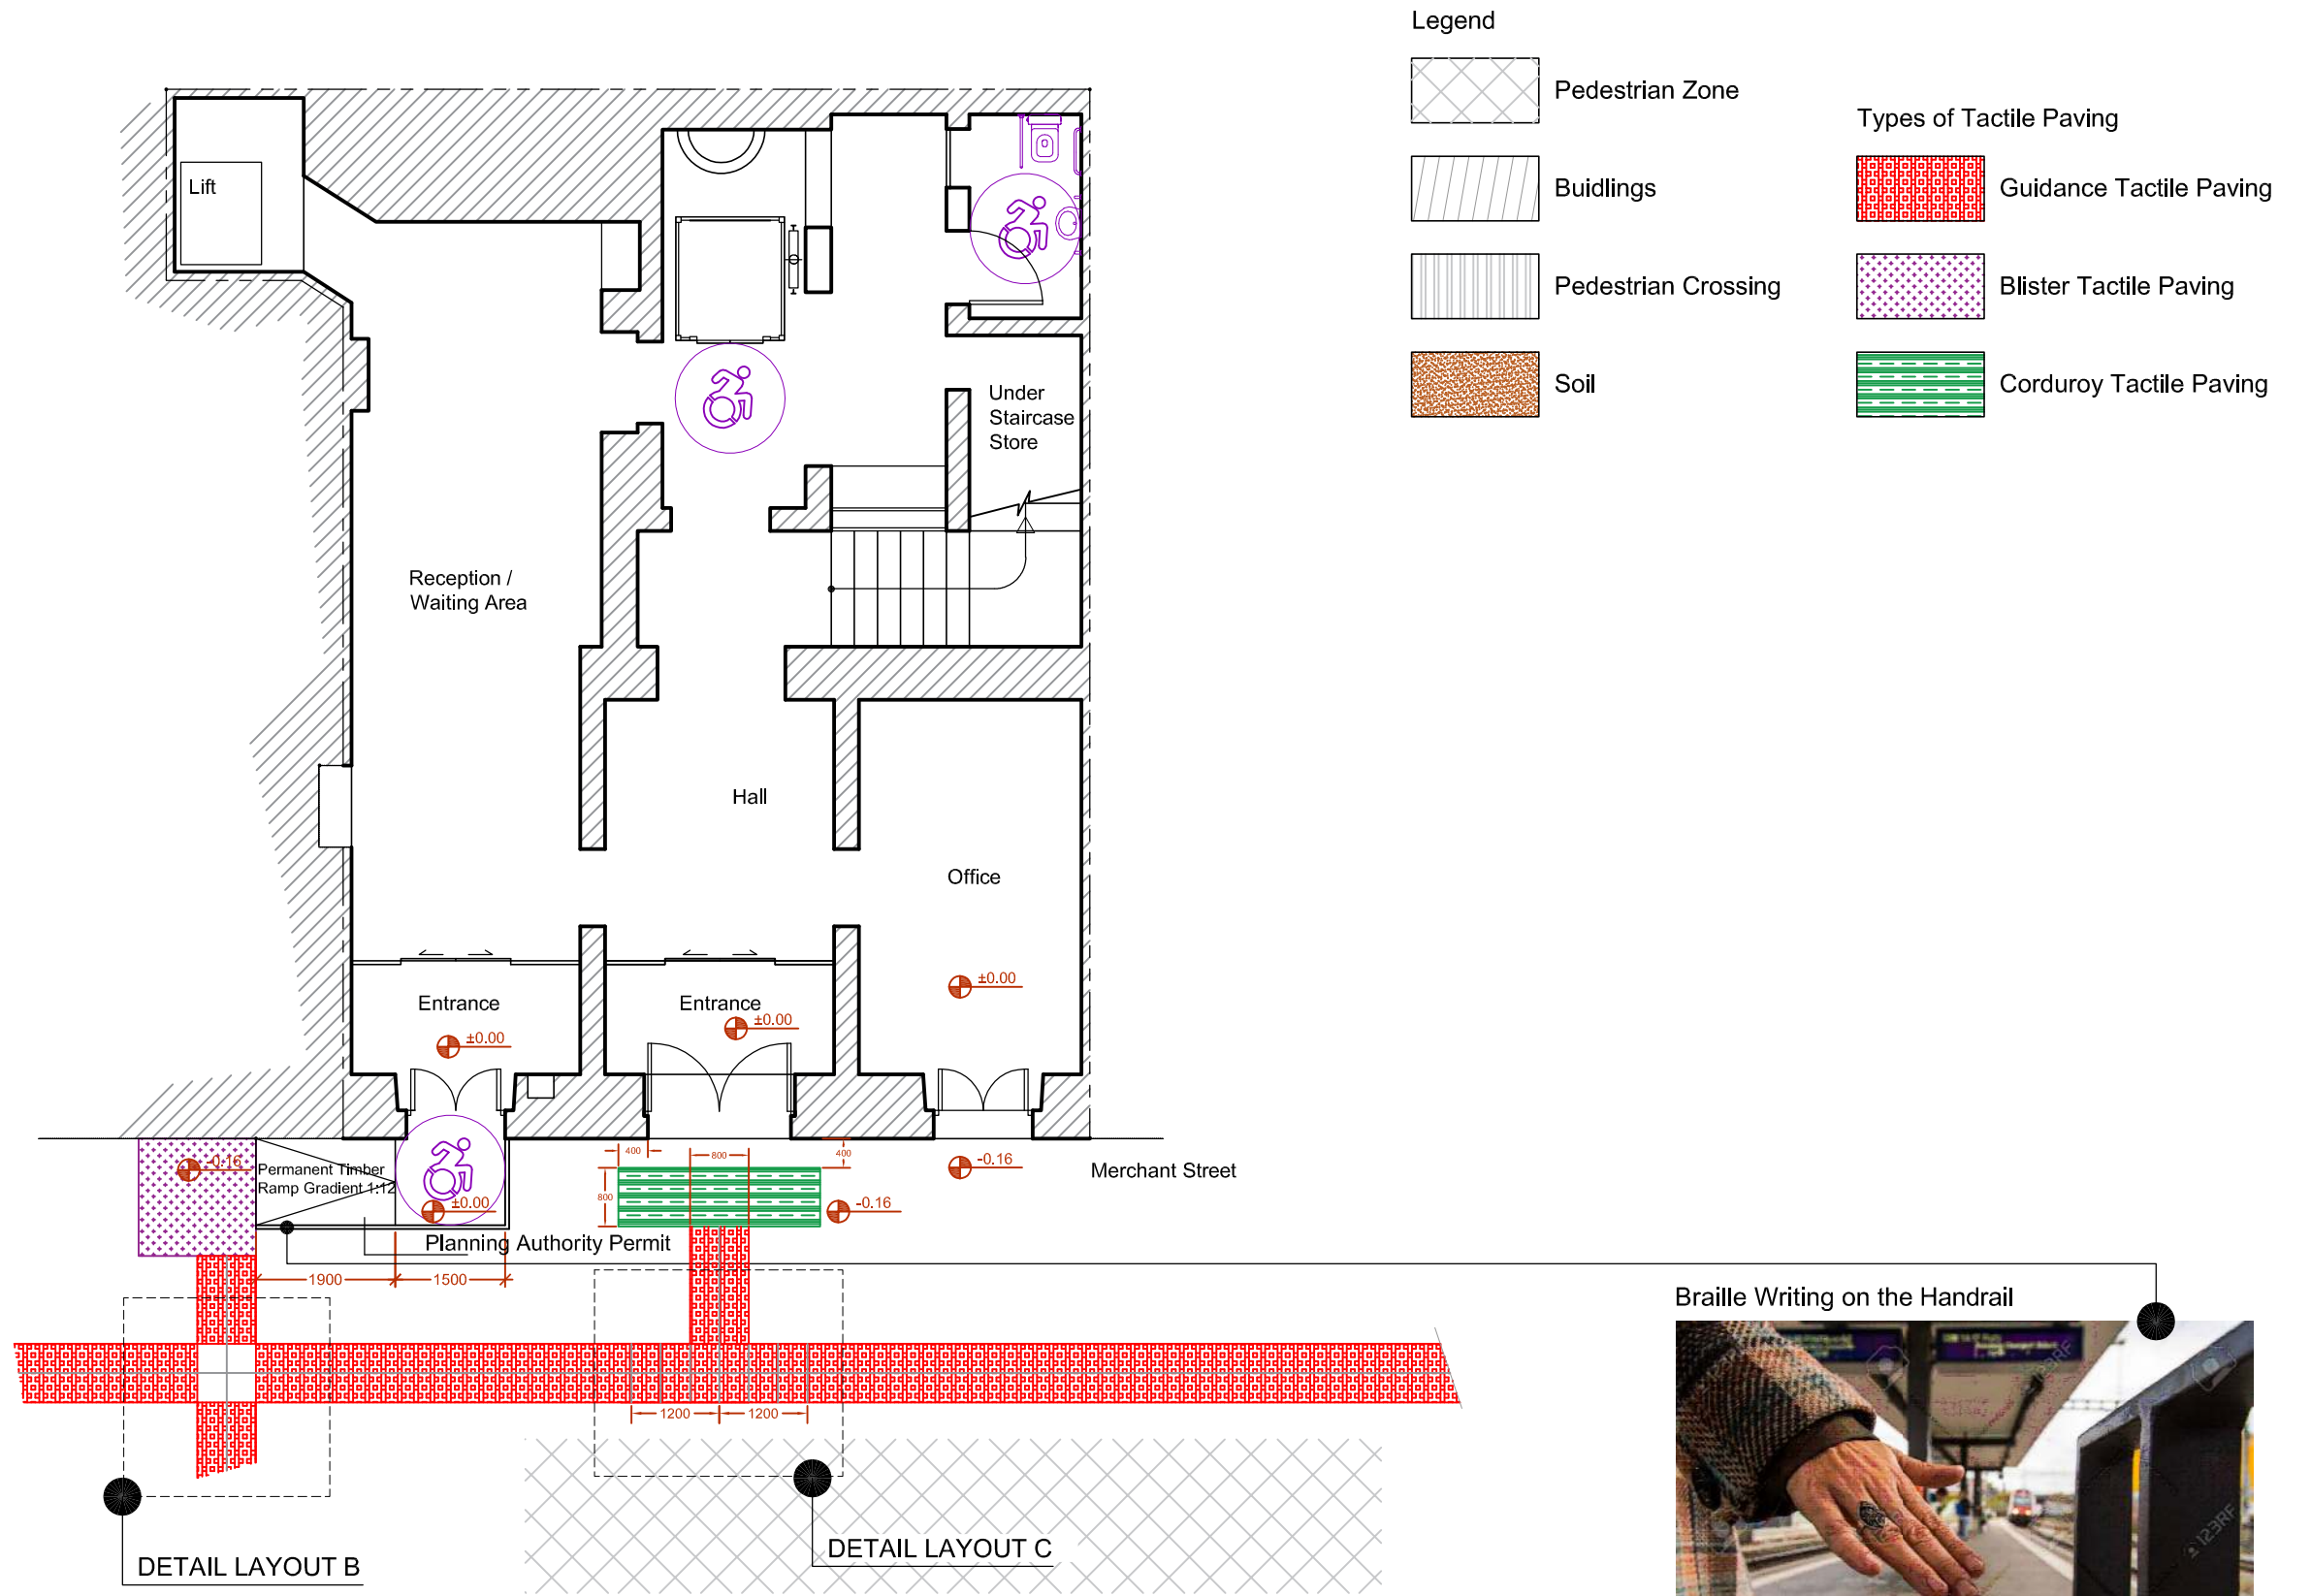 Legend
Pedestrian Zone
Buidlings
Pedestrian Crossing
Soil
Types of Tactile Paving
Guidance Tactile Paving
Blister Tactile Paving
Corduroy Tactile Paving
Lift
Under
Staircase
Store
Reception /
Waiting Area
Hall
Office
Entrance
±0.00
Entrance
±0.00
±0.00
-0.16
Permanent Timber
Ramp Gradient 1:12
±0.00
400
800
400
800
-0.16
-0.16
Merchant Street
Planning Authority Permit
1900
1500
1200
1200
DETAIL LAYOUT B
DETAIL LAYOUT C
Braille Writing on the Handrail
123RF
123RF